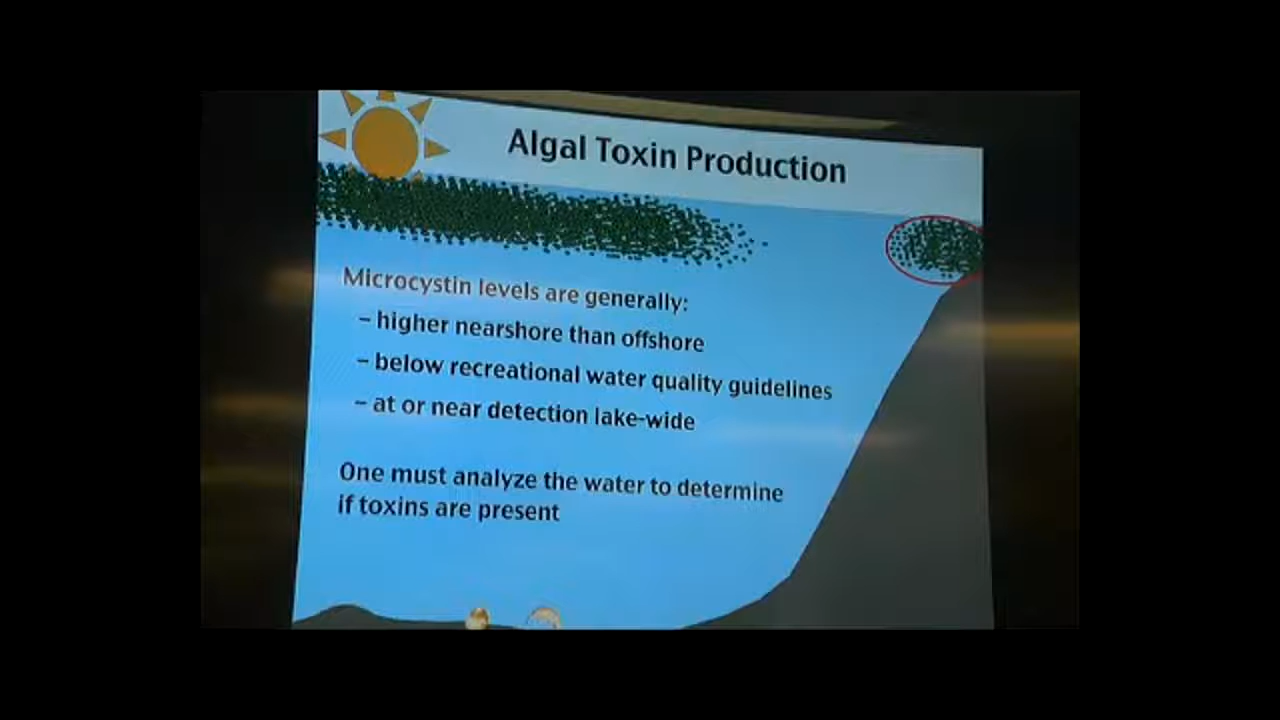 Algal Toxin Production
Microcystin levels are generally:
– higher nearshore than offshore
– below recreational water quality guidelines
– at or near detection lake-wide
One must analyze the water to determine
if toxins are present